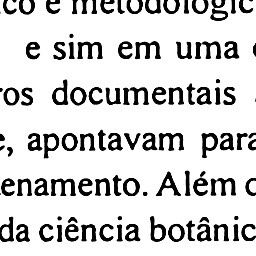 co e metodológic
e sim em uma
ros documentais
e, apontavam para
enamento. Além
da ciência botânic